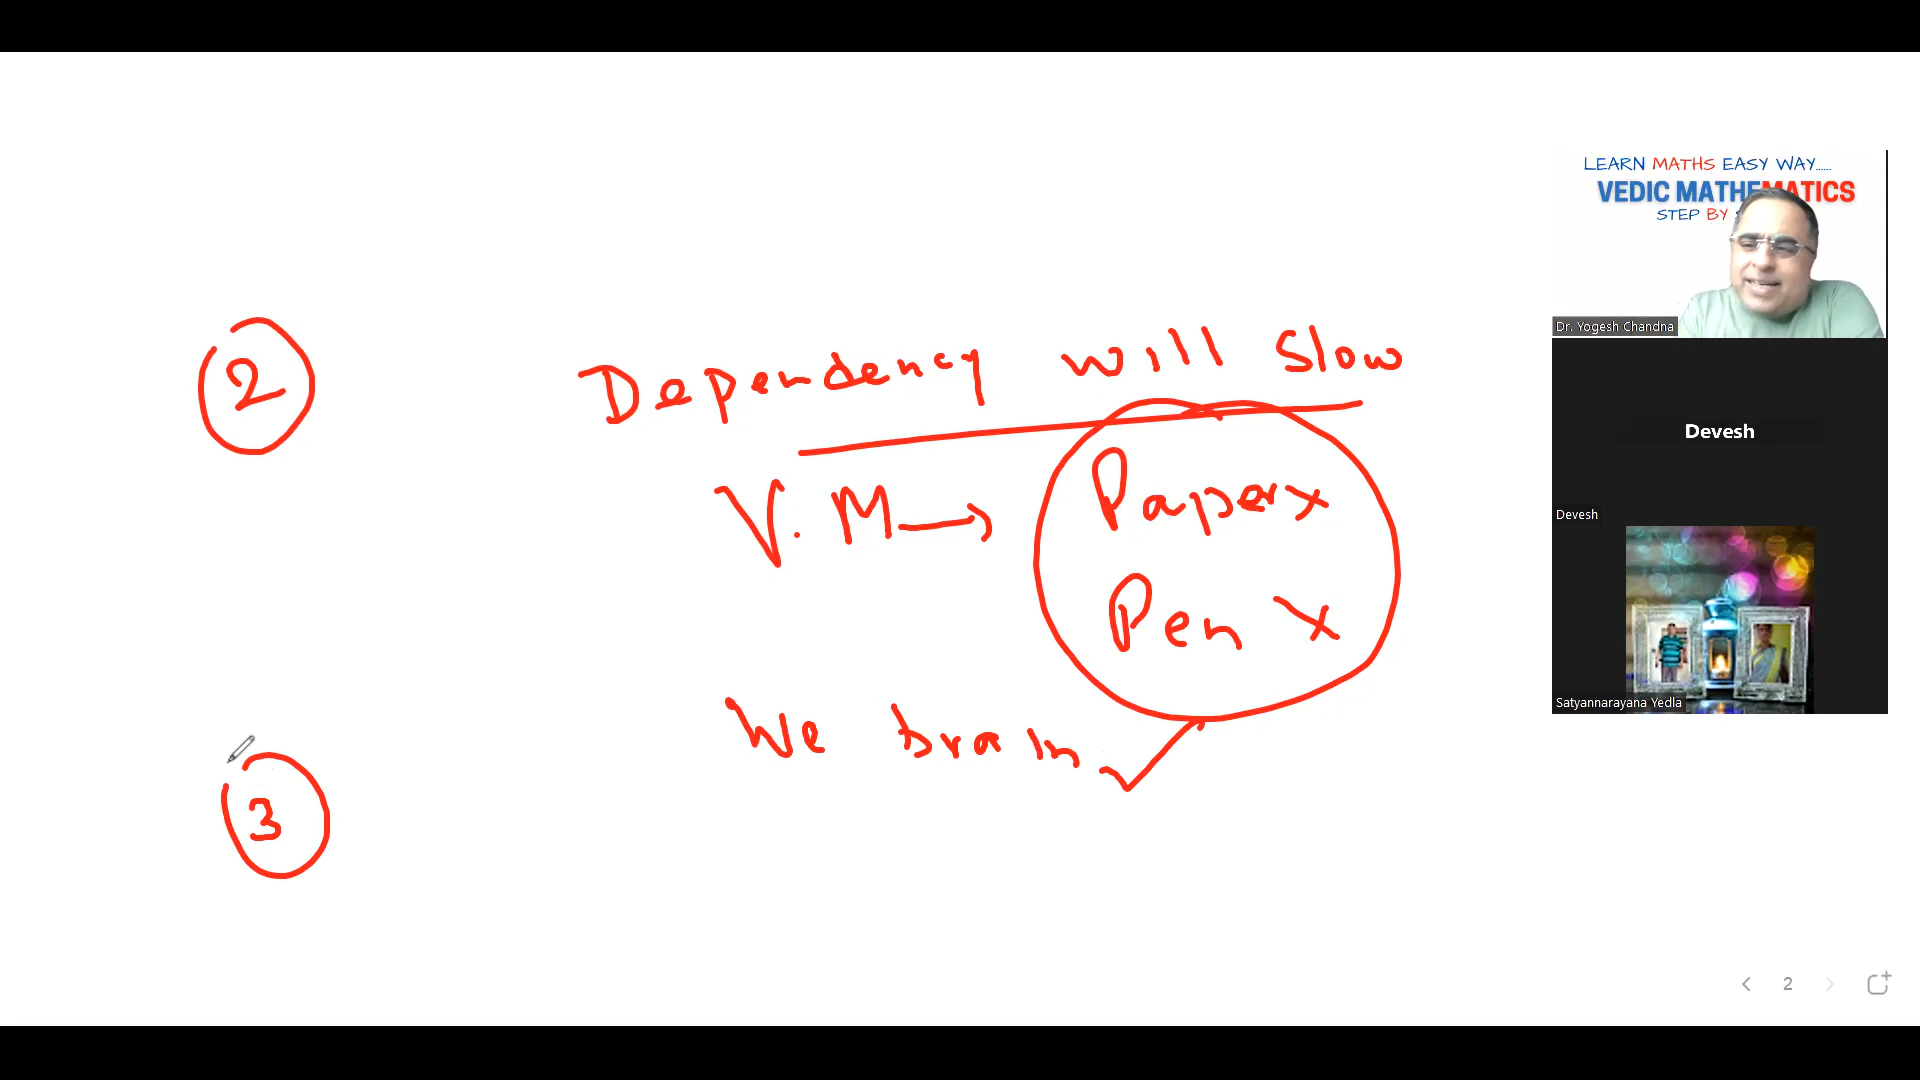 LEARN MATHS EASY WAY......
VEDIC MATHEMATICS
STEP BY
Dr. Yogesh Chandna
Devesh
Devesh
Satyannarayana Yedla
2
Dependency will slow
V.M → Paper x
Pen x
We brain ✓
3
2